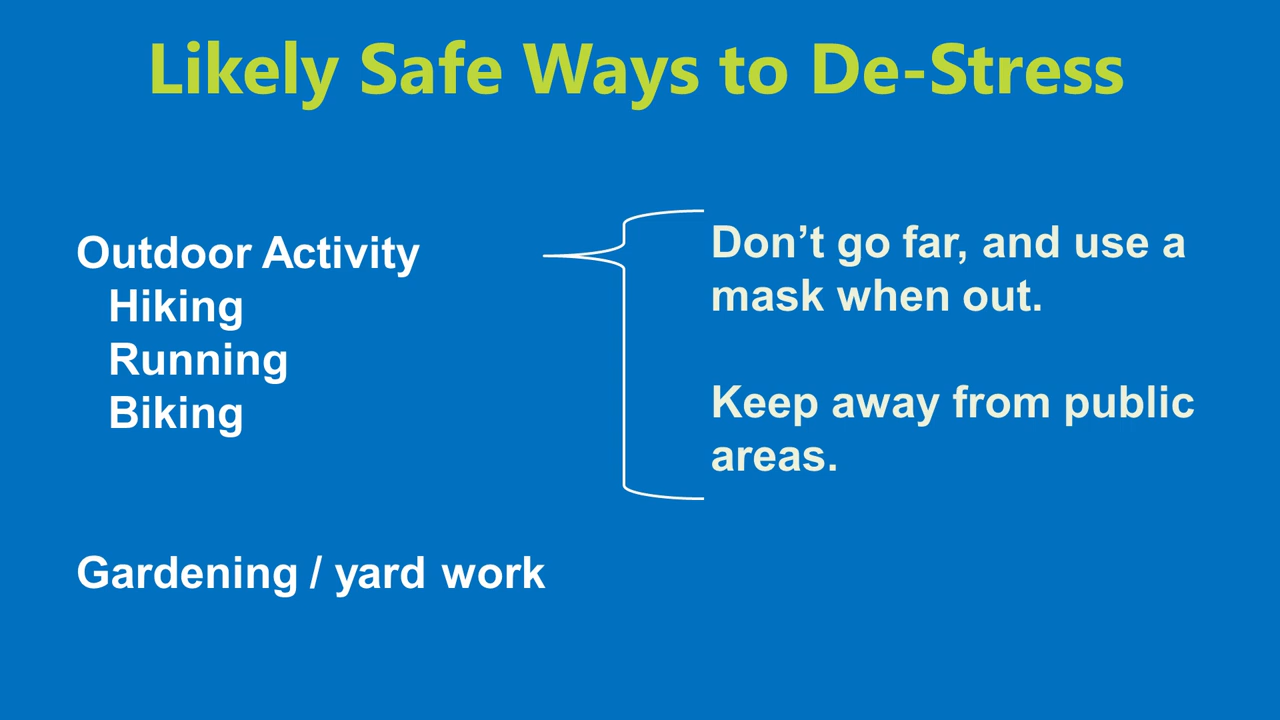 Likely Safe Ways to De-Stress
Outdoor Activity
Hiking
Running
Biking
Don’t go far, and use a
mask when out.
Keep away from public
areas.
Gardening / yard work